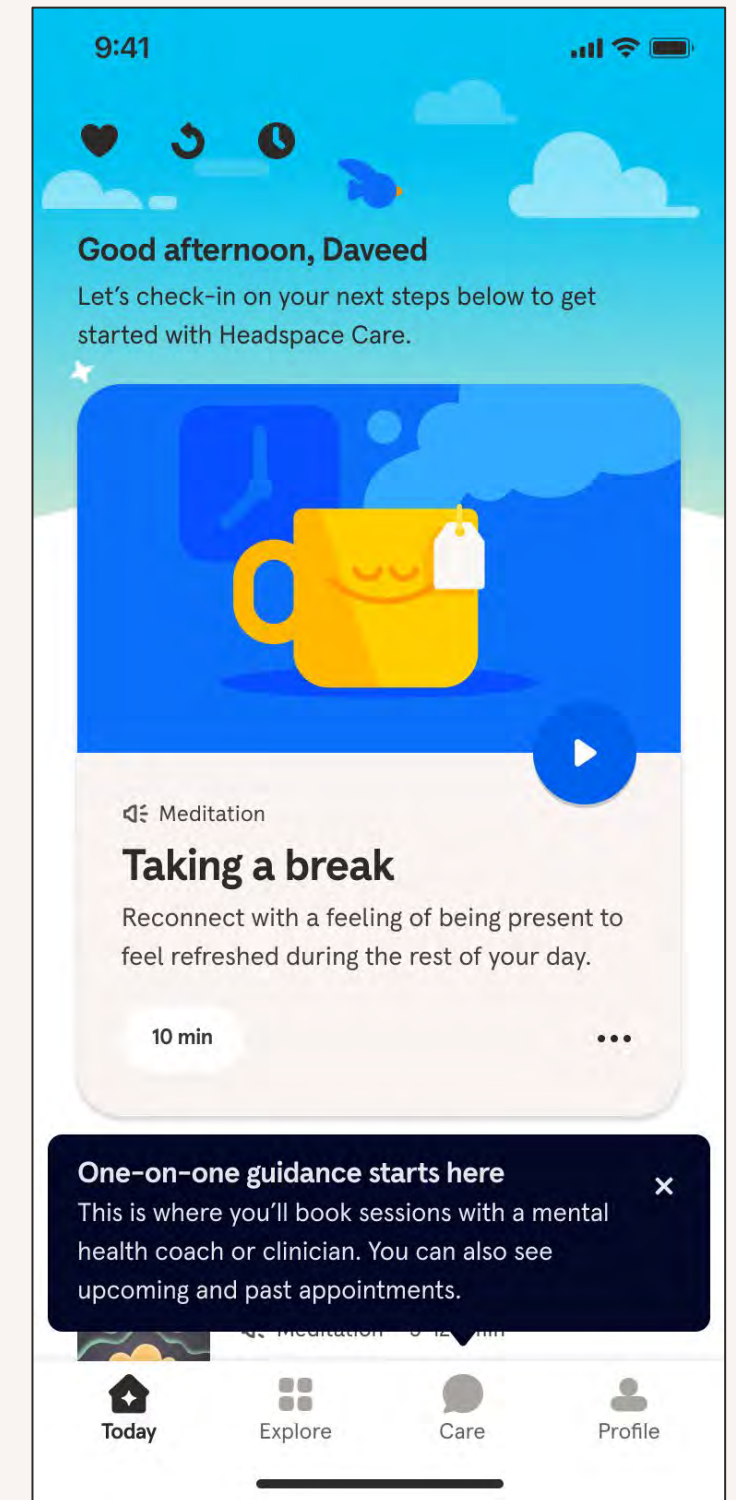 9:41
Good afternoon, Daveed
Let's check-in on your next steps below to get
started with Headspace Care.
Meditation
Taking a break
Reconnect with a feeling of being present to
feel refreshed during the rest of your day.
10 min
One-on-one guidance starts here
This is where you'll book sessions with a mental
health coach or clinician. You can also see
upcoming and past appointments.
Meditation
Today
Explore
Care
Profile